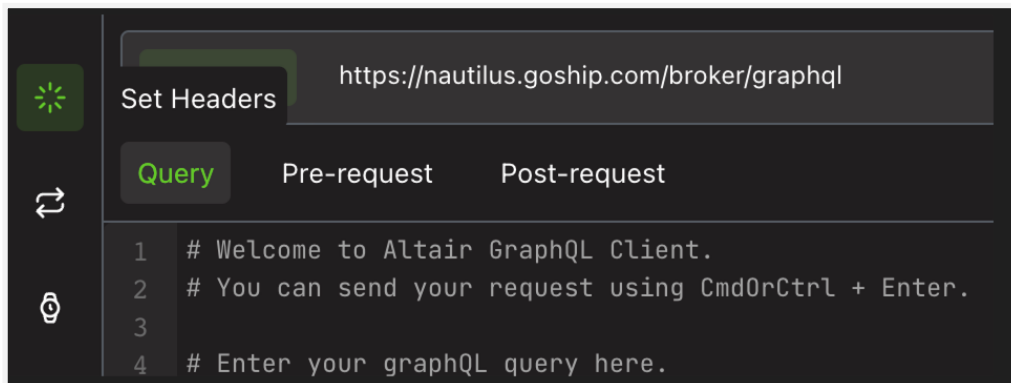 https://nautilus.goship.com/broker/graphql
Set Headers
Query Pre-request Post-request
1 # Welcome to Altair GraphQL Client.
2 # You can send your request using CmdOrCtrl + Enter.
3
4 # Enter your graphQL query here.